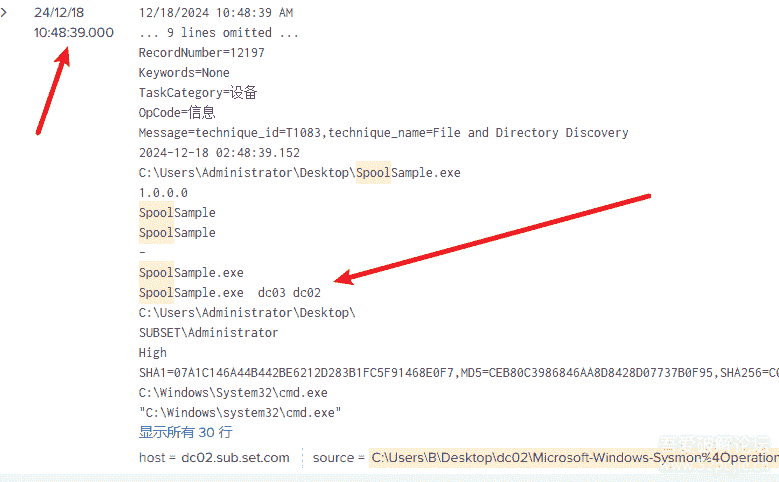 24/12/18
10:48:39.000
12/18/2024 10:48:39 AM
... 9 lines omitted ...
RecordNumber=12197
Keywords=None
TaskCategory=设备
OpCode=信息
Message=technique_id=T1083,technique_name=File and Directory Discovery
2024-12-18 02:48:39.152
C:\Users\Administrator\Desktop\SpoolSample.exe
1.0.0.0
SpoolSample
SpoolSample
–
SpoolSample.exe
SpoolSample.exe  dc03 dc02
C:\Users\Administrator\Desktop\
SUBSET\Administrator
High
SHA1=07A1C146A44B442BE6212D283B1FC5F91468E0F7,MD5=CEB80C3986846AA8D8428D07737B0F95,SHA256=C
C:\Windows\System32\cmd.exe
"C:\Windows\system32\cmd.exe"
显示所有 30 行
host = dc02.sub.set.com
source = C:\Users\B\Desktop\dc02\Microsoft-Windows-Sysmon%4Operation